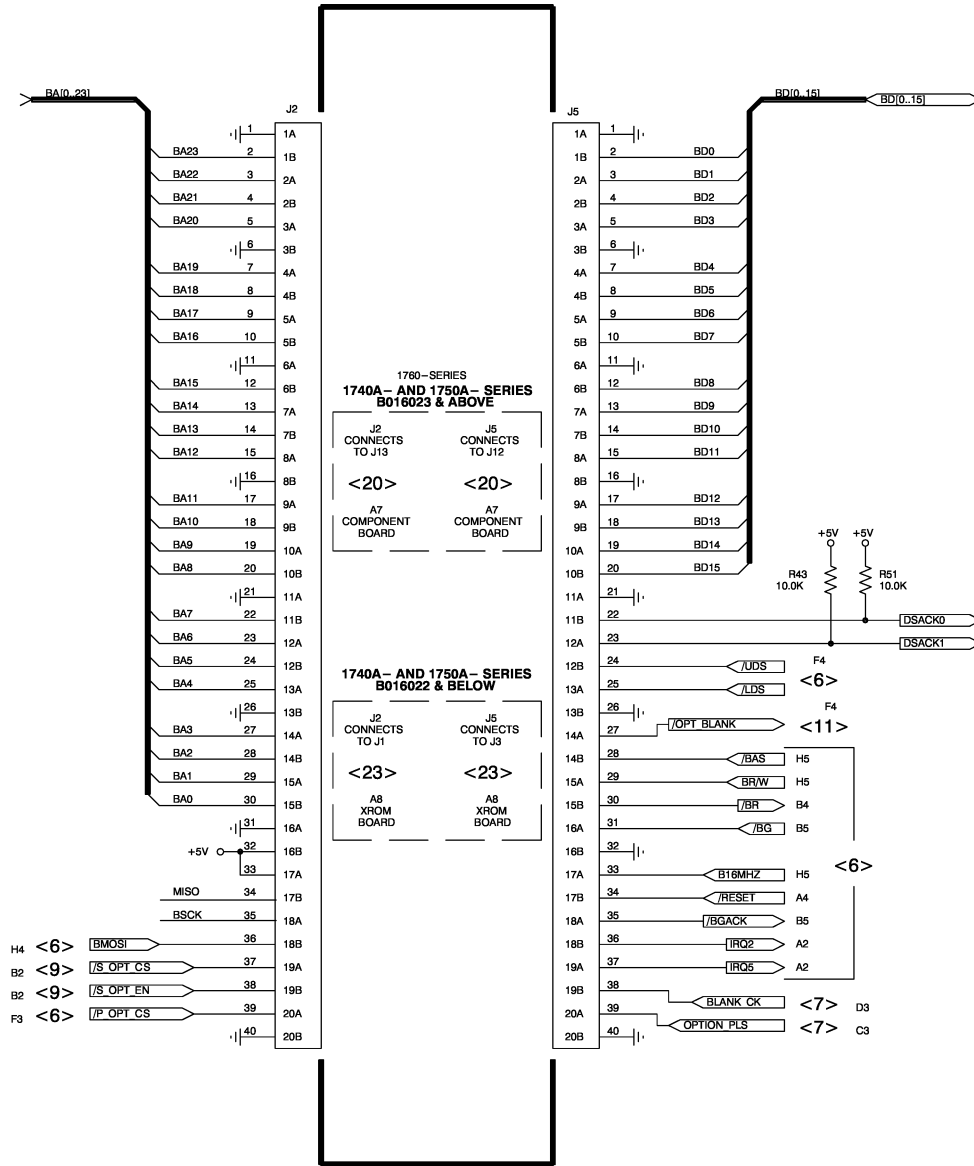 BA[0..23]
BD[0..15]
BD[0..15]
J2
J5
1 1A
1A 1
BA23 2 1B
1B 2 BD0
BA22 3 2A
2A 3 BD1
BA21 4 2B
2B 4 BD2
BA20 5 3A
3A 5 BD3
6 3B
3B 6
BA19 7 4A
4A 7 BD4
BA18 8 4B
4B 8 BD5
BA17 9 5A
5A 9 BD6
BA16 10 5B
5B 10 BD7
11 6A
6A 11
BA15 12 6B
6B 12 BD8
BA14 13 7A
7A 13 BD9
BA13 14 7B
7B 14 BD10
BA12 15 8A
8A 15 BD11
16 8B
8B 16
BA11 17 9A
9A 17 BD12
BA10 18 9B
9B 18 BD13
BA9 19 10A
10A 19 BD14
BA8 20 10B
10B 20 BD15
21 11A
11A 21
BA7 22 11B
11B 22 DSACK0
BA6 23 12A
12A 23 DSACK1
BA5 24 12B
12B 24 /UDS
BA4 25 13A
13A 25 /LDS
26 13B
13B 26
BA3 27 14A
14A 27 /OPT_BLANK
BA2 28 14B
14B 28 /BAS H5
BA1 29 15A
15A 29 BR/W H5
BA0 30 15B
15B 30 /BR B4
31 16A
16A 31 /BG B5
+5V 32 16B
16B 32
33 17A
17A 33 B16MHZ H5
MISO 34 17B
17B 34 /RESET A4
BSCK 35 18A
18A 35 /BGACK B5
H4 <6> BMOSI 36 18B
18B 36 IRQ2 A2
B2 <9> /S_OPT_CS 37 19A
19A 37 IRQ5 A2
B2 <9> /S_OPT_EN 38 19B
19B 38 BLANK_CK <7> D3
F3 <6> /P_OPT_CS 39 20A
20A 39 OPTION_PLS <7> C3
40 20B
20B 40
+5V +5V
R43 10.0K
R51 10.0K
F4
<6>
F4
<11>
<6>
1760-SERIES
1740A- AND 1750A- SERIES
B016023 & ABOVE
J2
CONNECTS
TO J13
<20>
A7
COMPONENT
BOARD
J5
CONNECTS
TO J12
<20>
A7
COMPONENT
BOARD
1740A- AND 1750A- SERIES
B016022 & BELOW
J2
CONNECTS
TO J1
<23>
A8
XROM
BOARD
J5
CONNECTS
TO J3
<23>
A8
XROM
BOARD